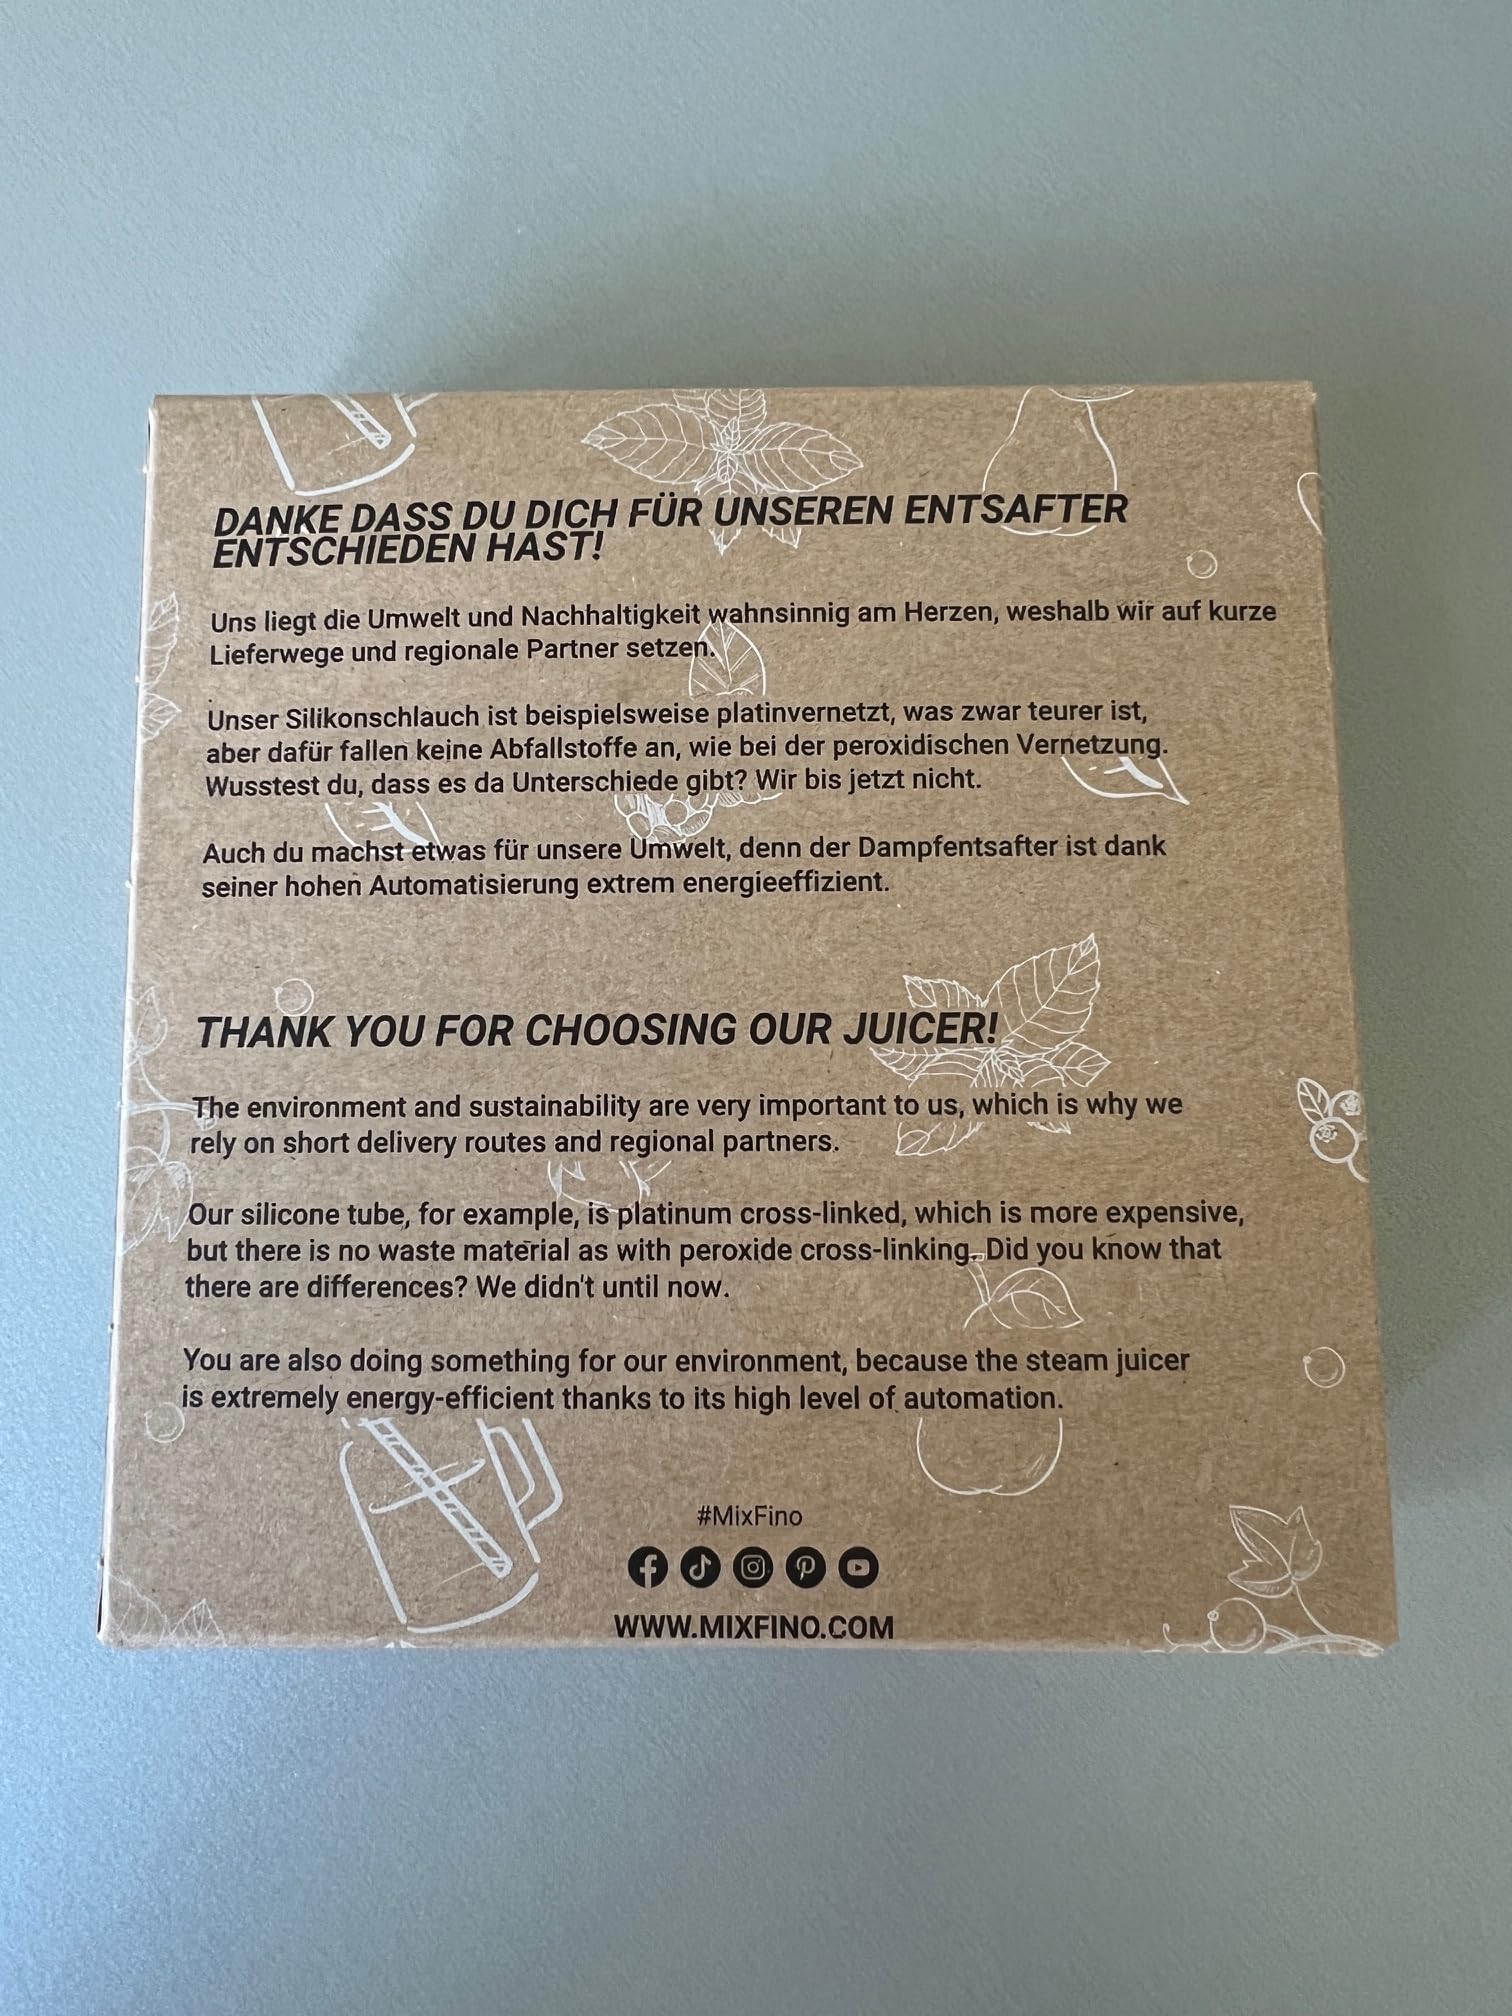 DANKE DASS DU DICH FÜR UNSEREN ENTSAFTER
ENTSCHIEDEN HAST!
Uns liegt die Umwelt und Nachhaltigkeit wahnsinnig am Herzen, weshalb wir auf kurze
Lieferwege und regionale Partner setzen.
Unser Silikonschlauch ist beispielsweise platinvernetzt, was zwar teurer ist,
aber dafür fallen keine Abfallstoffe an, wie bei der peroxidischen Vernetzung.
Wusstest du, dass es da Unterschiede gibt? Wir bis jetzt nicht.
Auch du machst etwas für unsere Umwelt, denn der Dampfentsafter ist dank
seiner hohen Automatisierung extrem energieeffizient.
THANK YOU FOR CHOOSING OUR JUICER!
The environment and sustainability are very important to us, which is why we
rely on short delivery routes and regional partners.
Our silicone tube, for example, is platinum cross-linked, which is more expensive,
but there is no waste material as with peroxide cross-linking. Did you know that
there are differences? We didn't until now.
You are also doing something for our environment, because the steam juicer
is extremely energy-efficient thanks to its high level of automation.
#MixFino
WWW.MIXFINO.COM